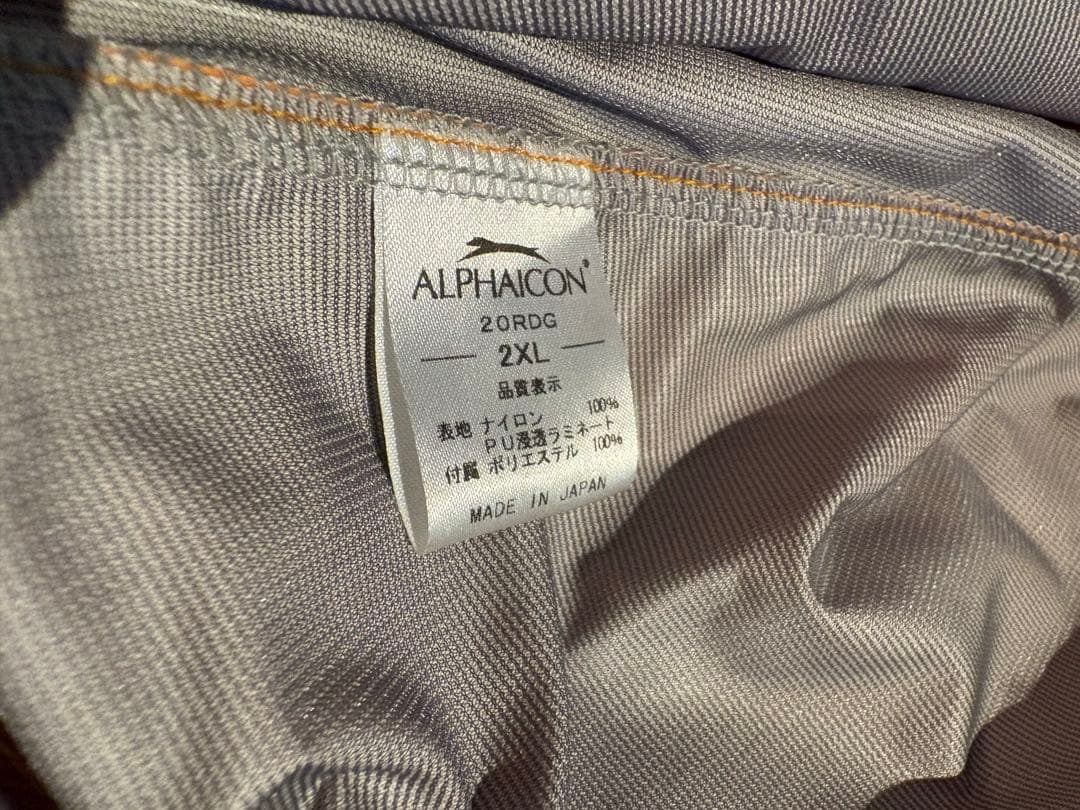 ALPHAICON®
20RDG
2XL
品質表示
表地 ナイロン 100%
PU浸透ラミネート
付属 ポリエステル 100%
MADE IN JAPAN